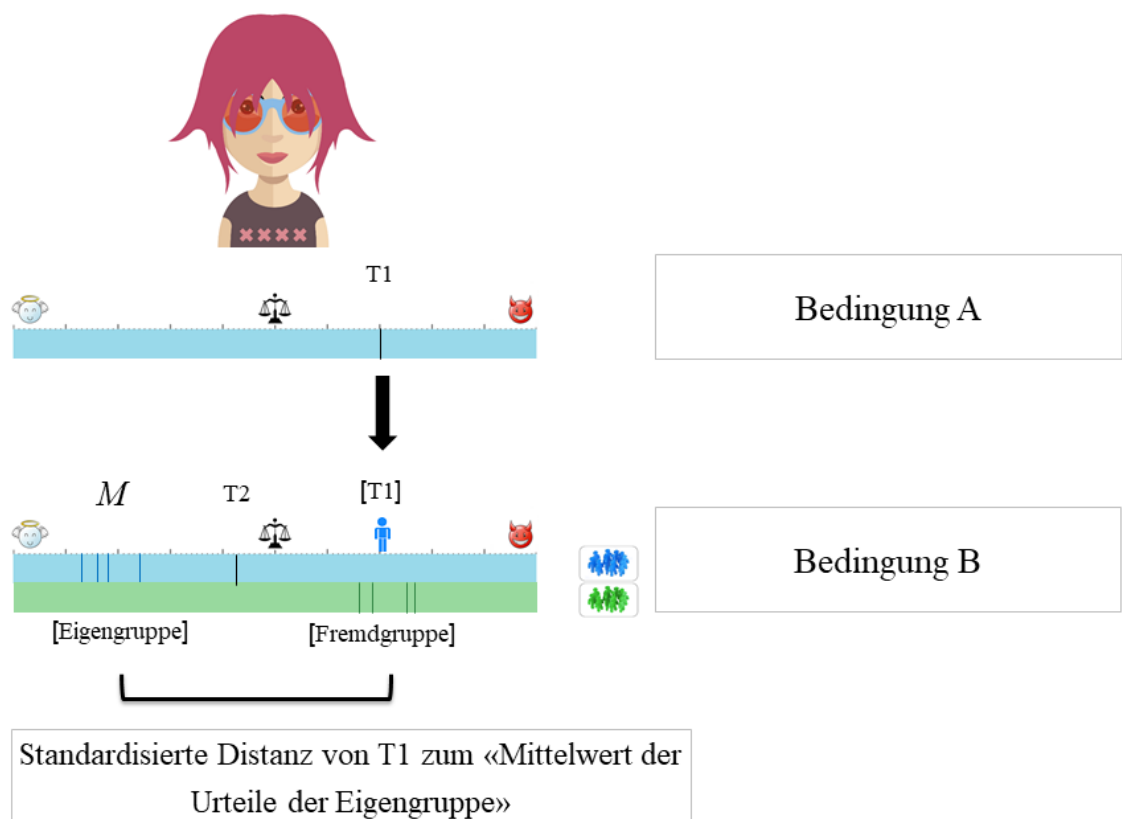 T1
Bedingung A
M T2 [T1]
Bedingung B
[Eigengruppe] [Fremdgruppe]
Standardisierte Distanz von T1 zum «Mittelwert der
Urteile der Eigengruppe»